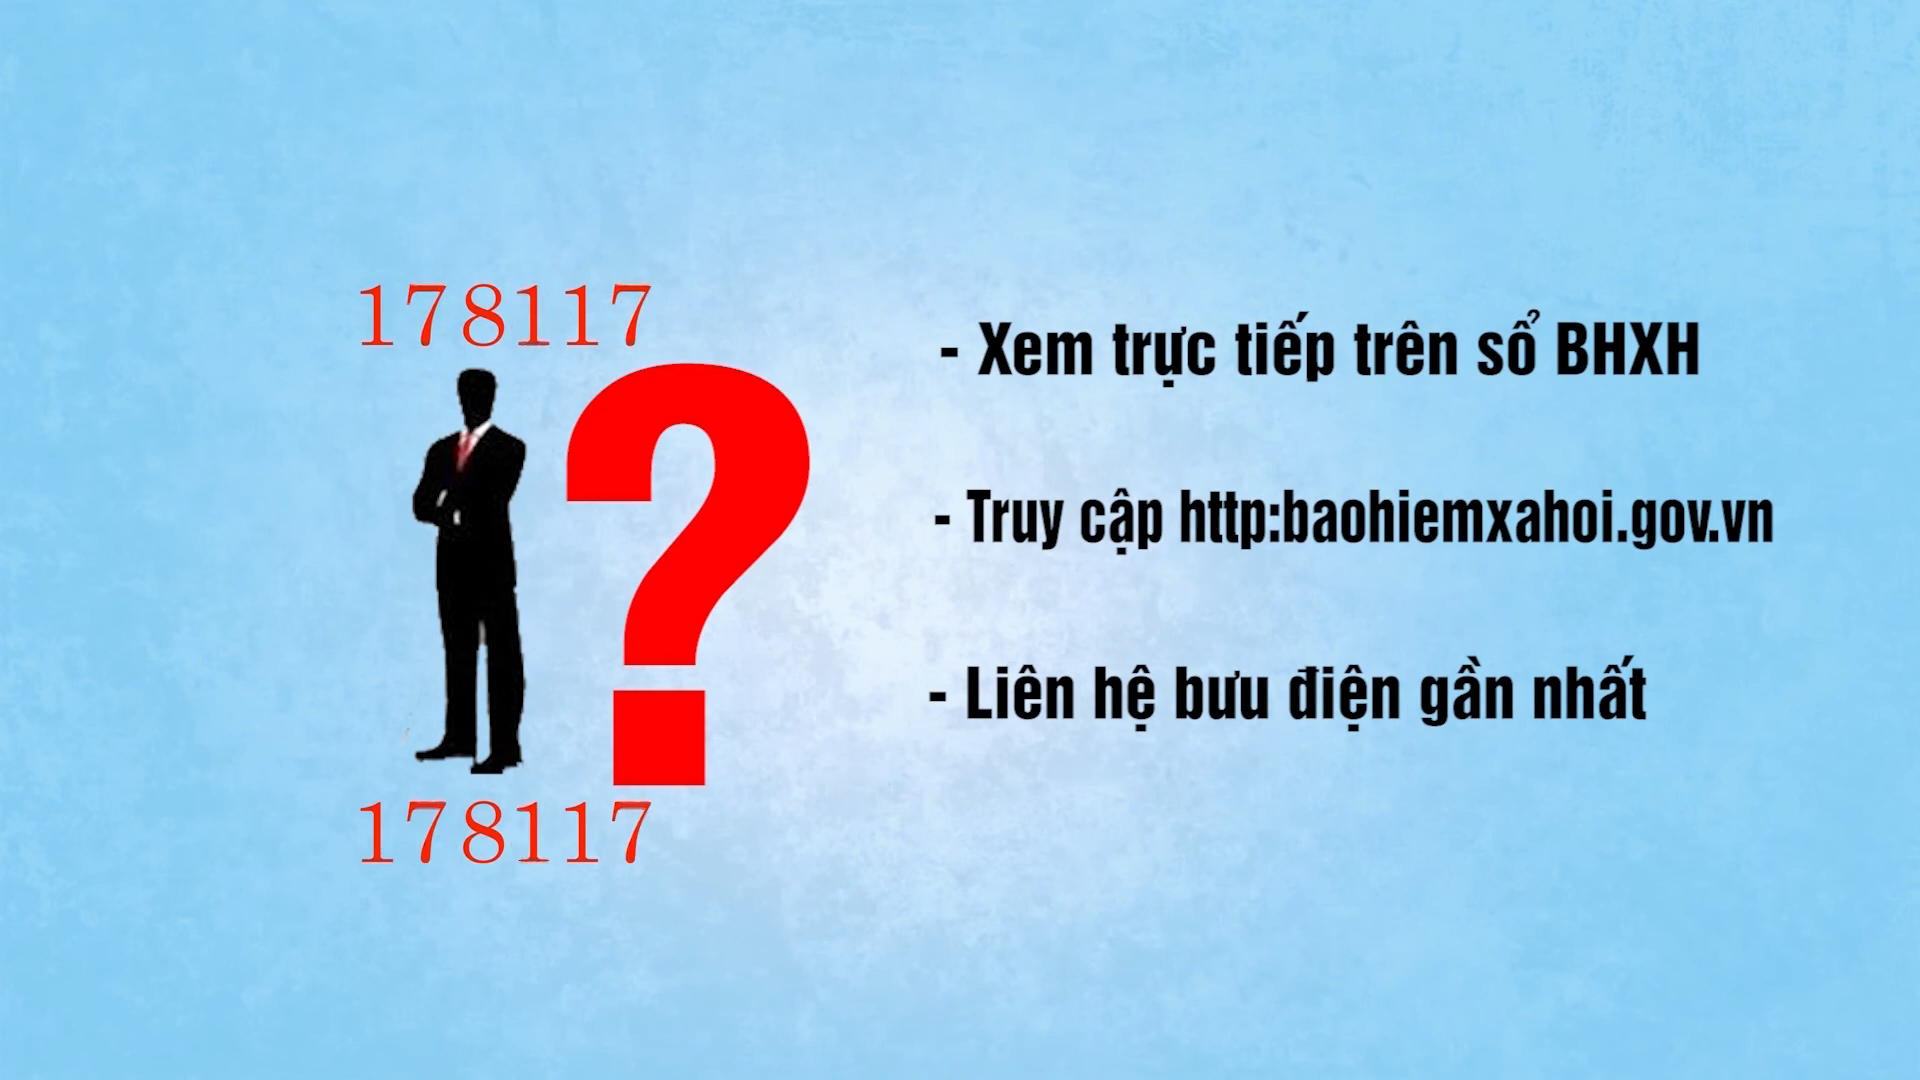 178117
?
- Xem trực tiếp trên sổ BHXH
- Truy cập http:baohiemxahoi.gov.vn
- Liên hệ bưu điện gần nhất
178117